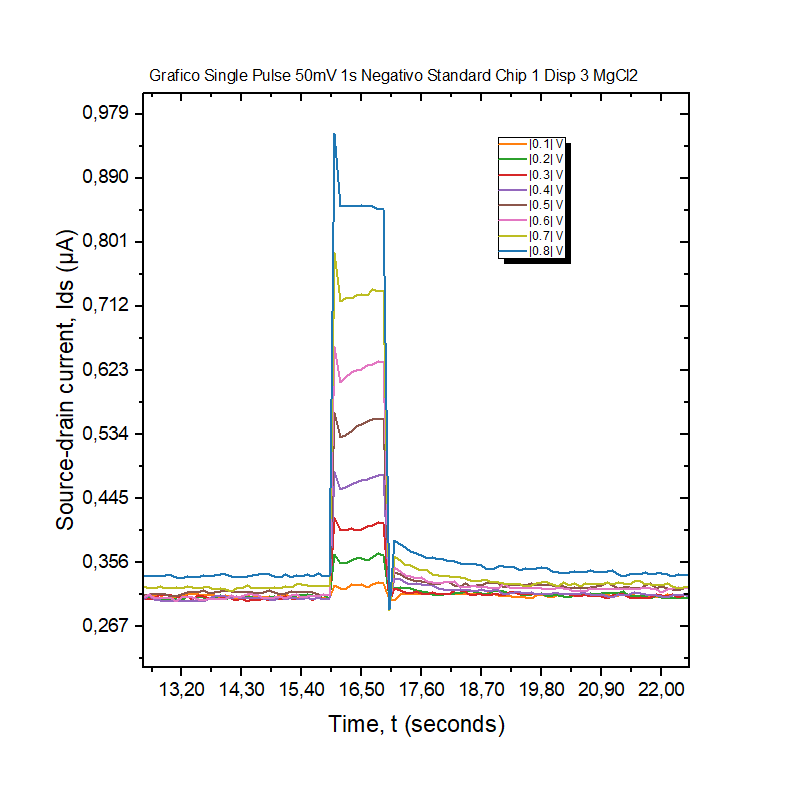 Grafico Single Pulse 50mV 1s Negativo Standard Chip 1 Disp 3 MgCl2
0,979
0,890
0,801
0,712
0,623
0,534
0,445
0,356
0,267
Source-drain current, Ids (µA)
|0.1| V
|0.2| V
|0.3| V
|0.4| V
|0.5| V
|0.6| V
|0.7| V
|0.8| V
13,20 14,30 15,40 16,50 17,60 18,70 19,80 20,90 22,00
Time, t (seconds)